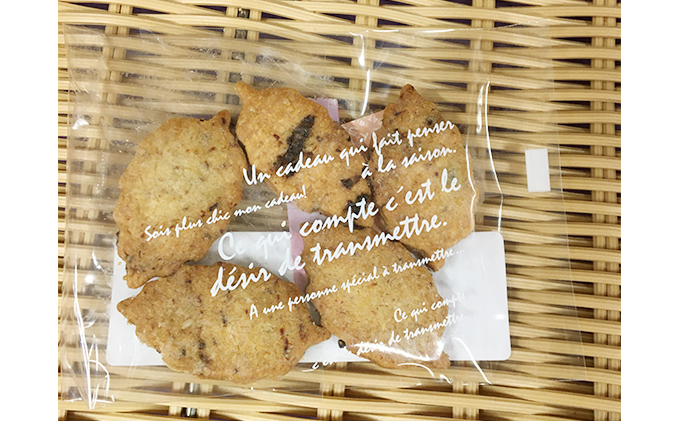 Un cadeau qui fait penser
à la saison.
Sois plus chic mon cadeau!
Ce qui compte c'est le
désir de transmettre.
A une personne spécial à transmettre...
Ce qui compte
désir de transmettre